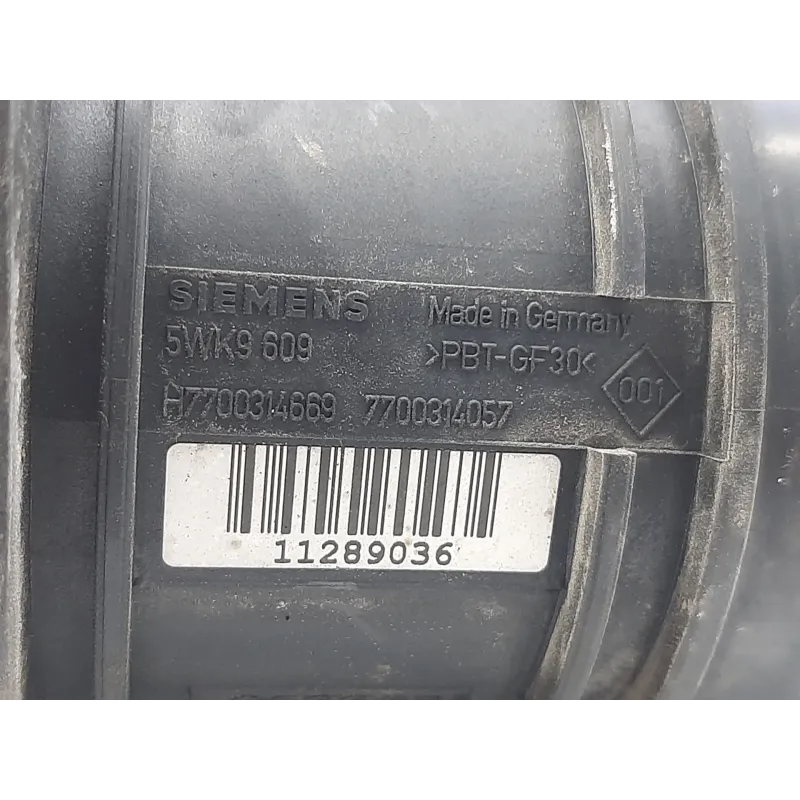 SIEMENS Made in Germany
5WK9 609 >PBT-GF30< 001
H7700314669 7700314057
11289036